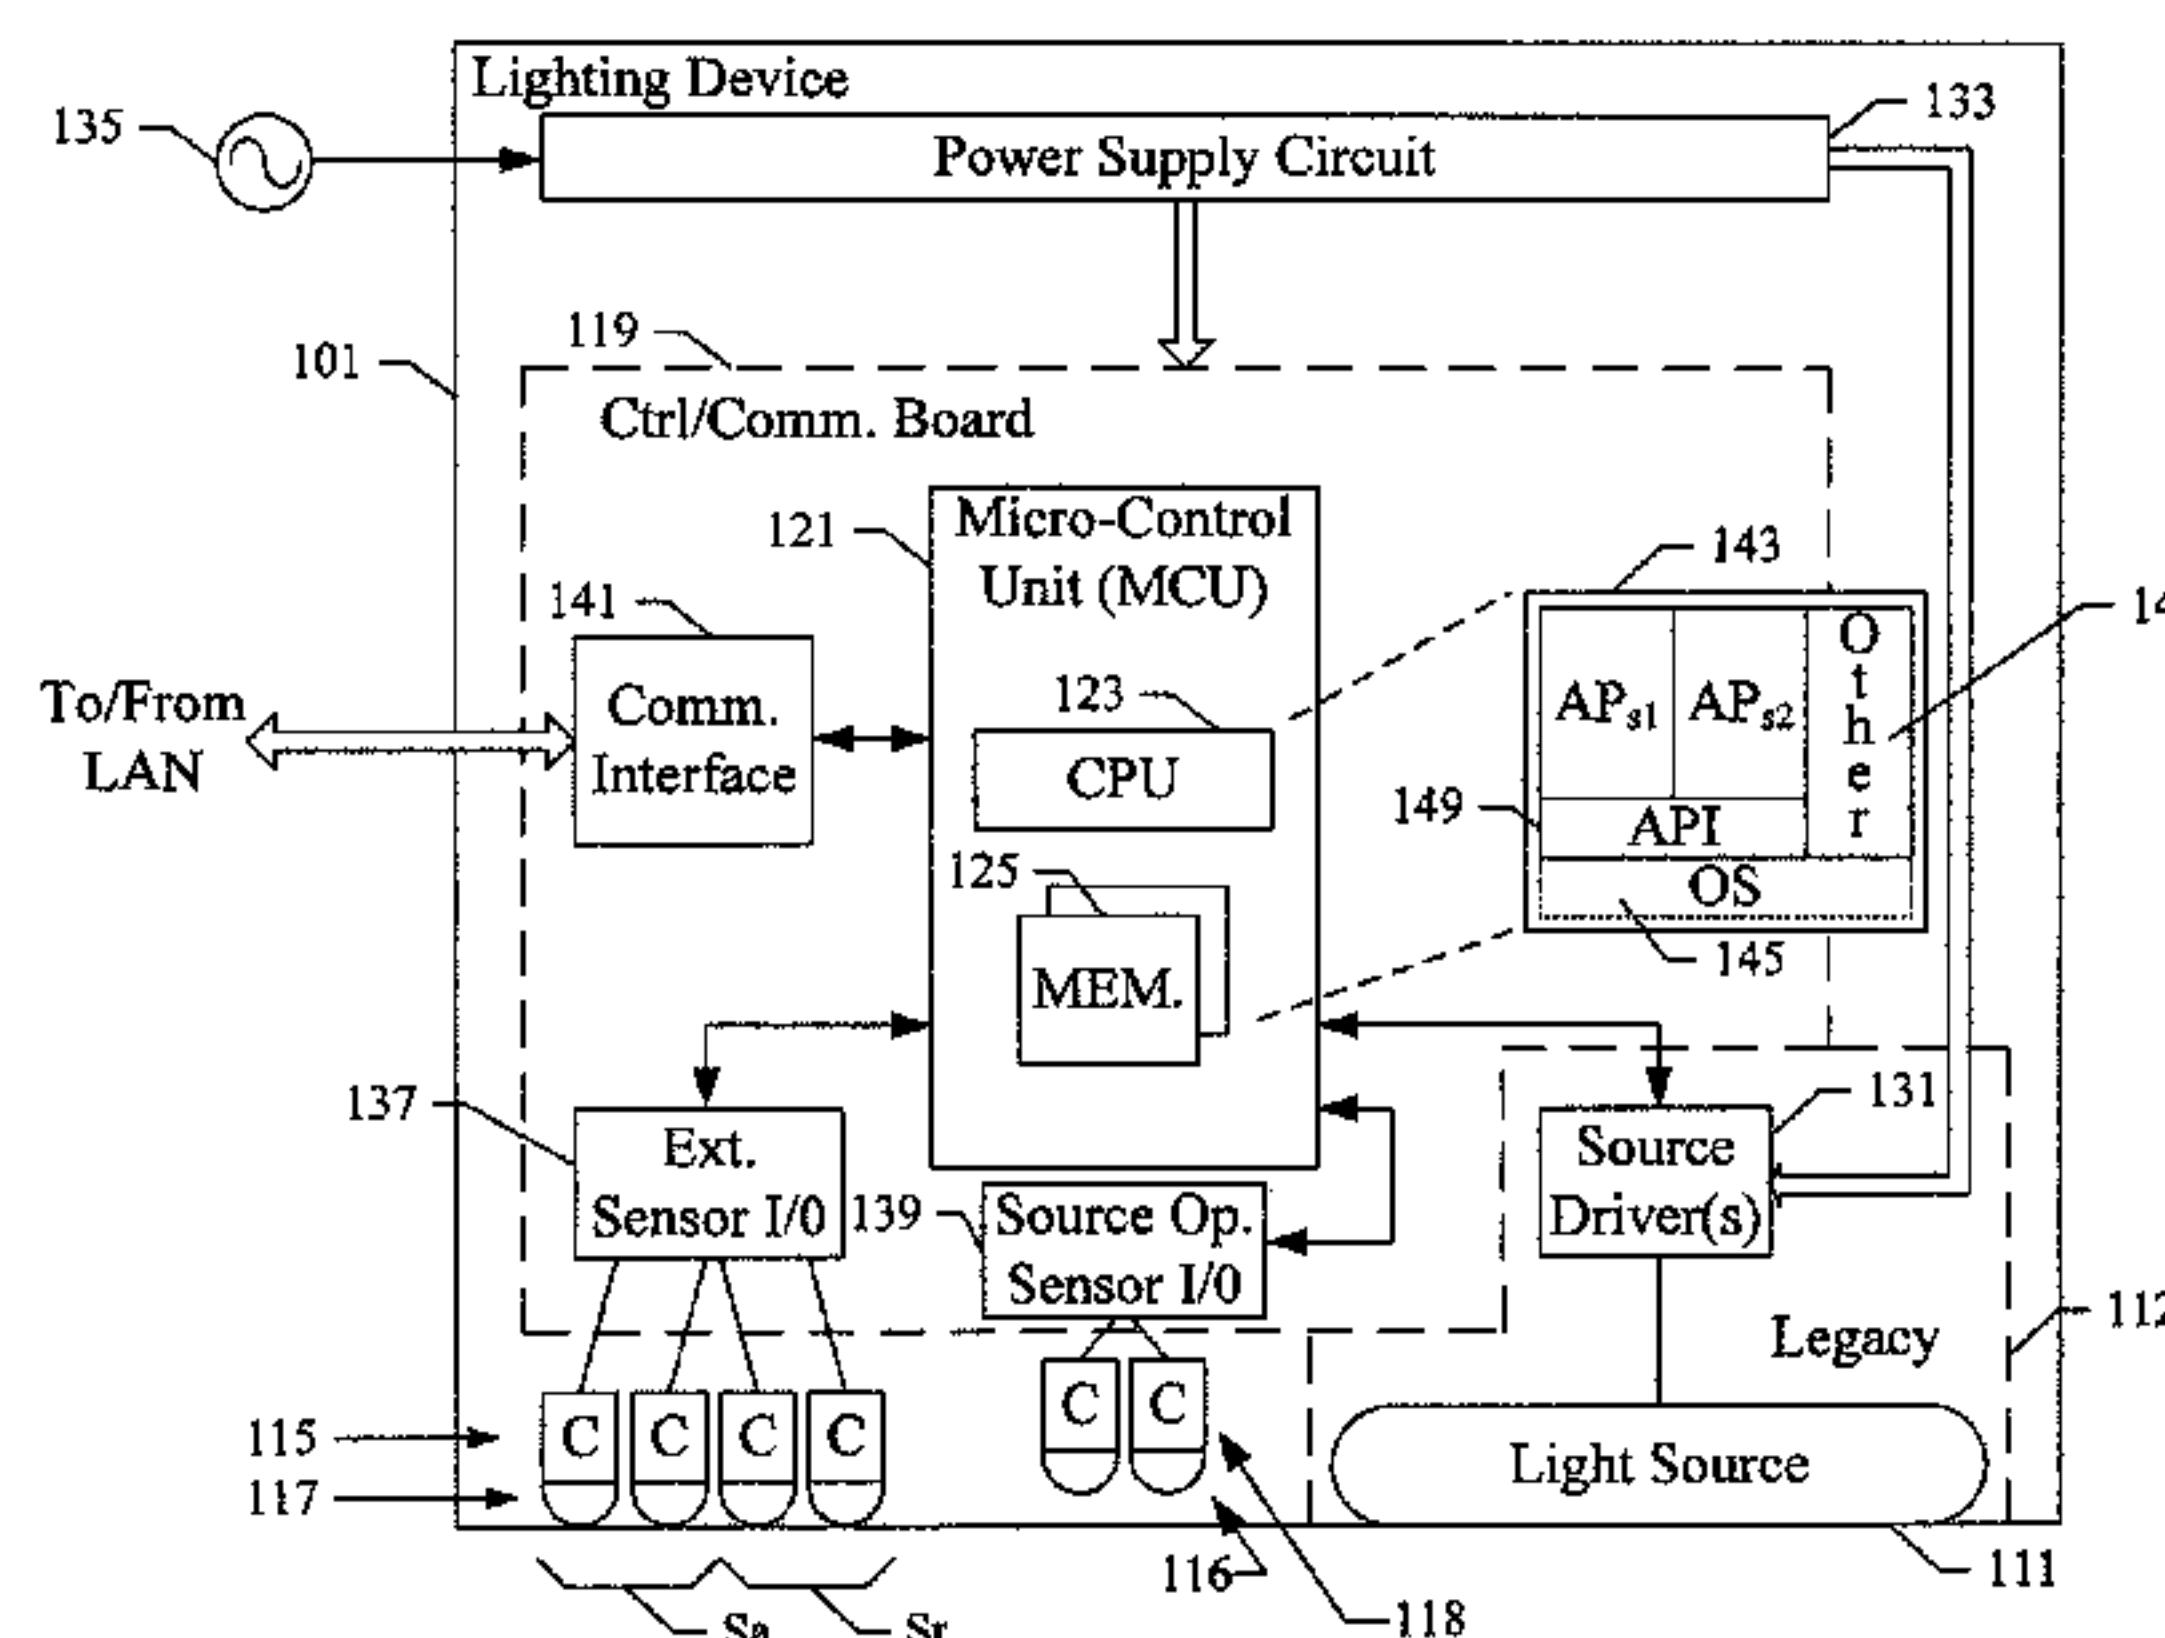 Lighting Device
133
135
Power Supply Circuit
119
101
Ctrl/Comm. Board
121
Micro-Control
Unit (MCU)
143
141
Other
To/From
LAN
Comm.
Interface
123
CPU
APs1
APs2
149
API
125
OS
MEM.
145
137
131
Ext.
Sensor I/0
139
Source Op.
Sensor I/0
Source
Driver(s)
Legacy
C
C
C
C
C
C
115
117
Light Source
116
111
118